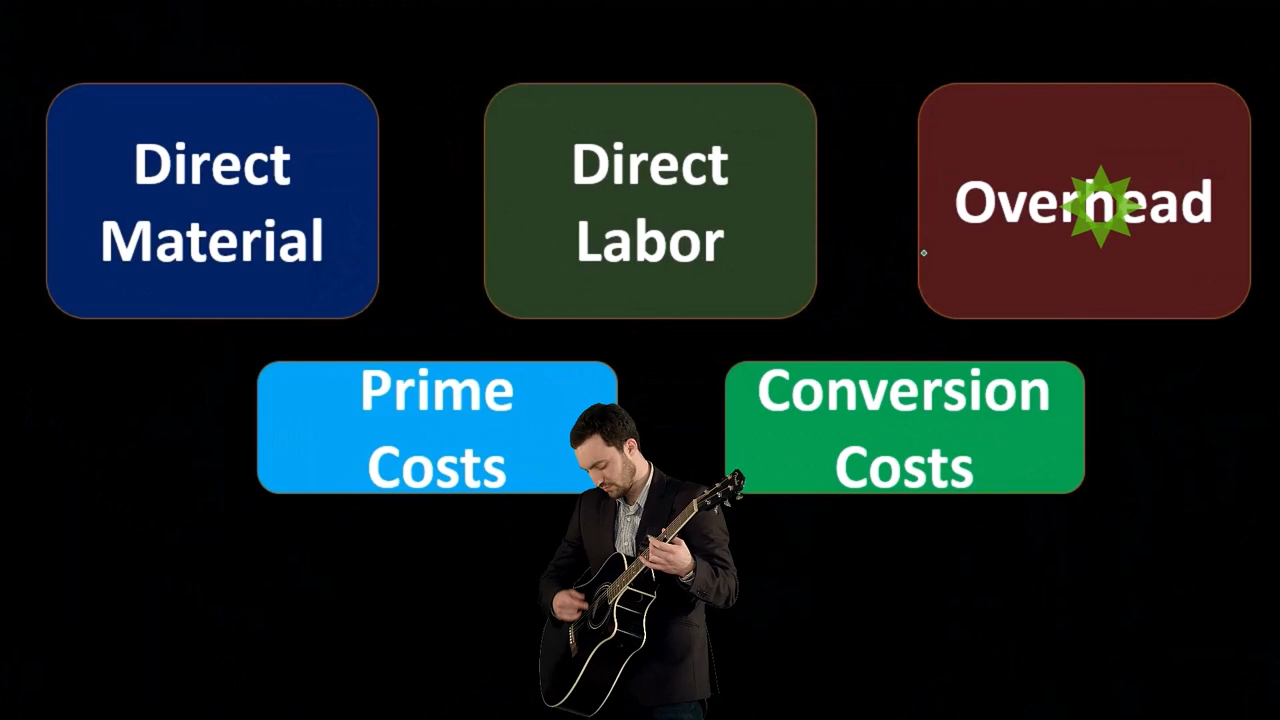 Direct
Material
Direct
Labor
Overhead
Prime
Costs
Conversion
Costs